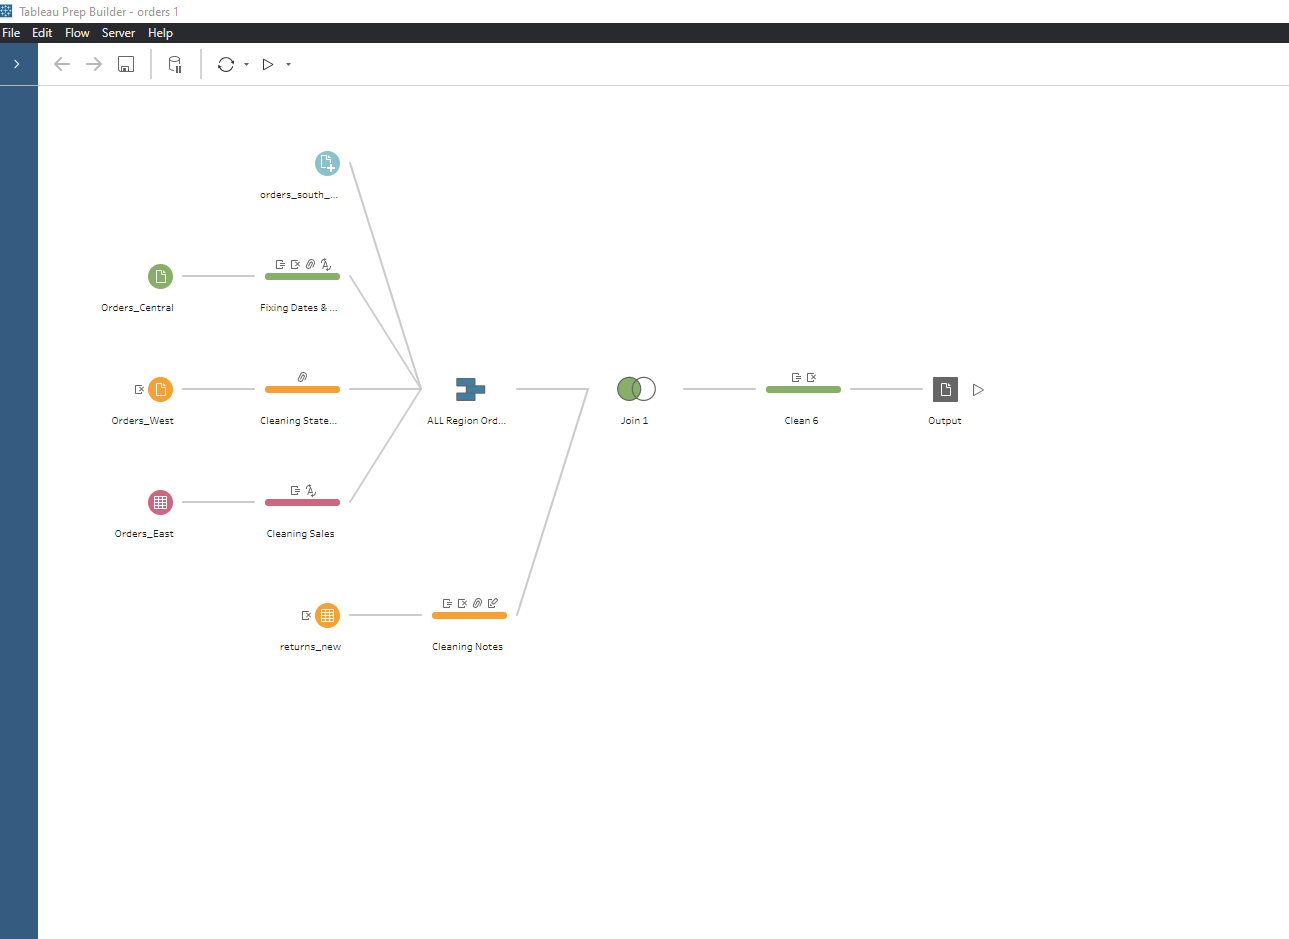 Tableau Prep Builder - orders 1
File Edit Flow Server Help
orders_south_...
Orders_Central
Fixing Dates & ...
Orders_West
Cleaning State...
ALL Region Ord...
Join 1
Clean 6
Output
Orders_East
Cleaning Sales
returns_new
Cleaning Notes